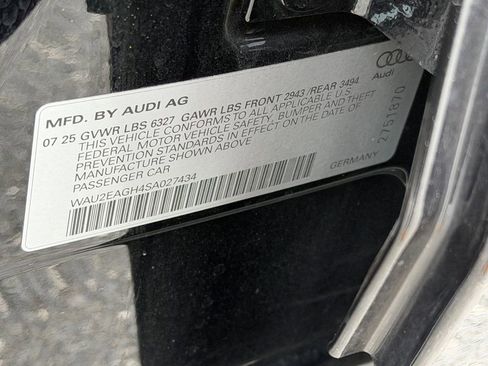 MFD. BY AUDI AG
07 25 GVWR LBS 6327 GAWR LBS FRONT 2943 /REAR 3494
THIS VEHICLE CONFORMS TO ALL APPLICABLE U.S.
FEDERAL MOTOR VEHICLE SAFETY, BUMPER AND THEFT
PREVENTION STANDARDS IN EFFECT ON THE DATE OF
MANUFACTURE SHOWN ABOVE
PASSENGER CAR
WAU2EAGH4SA027434
GERMANY
Audi
2751870